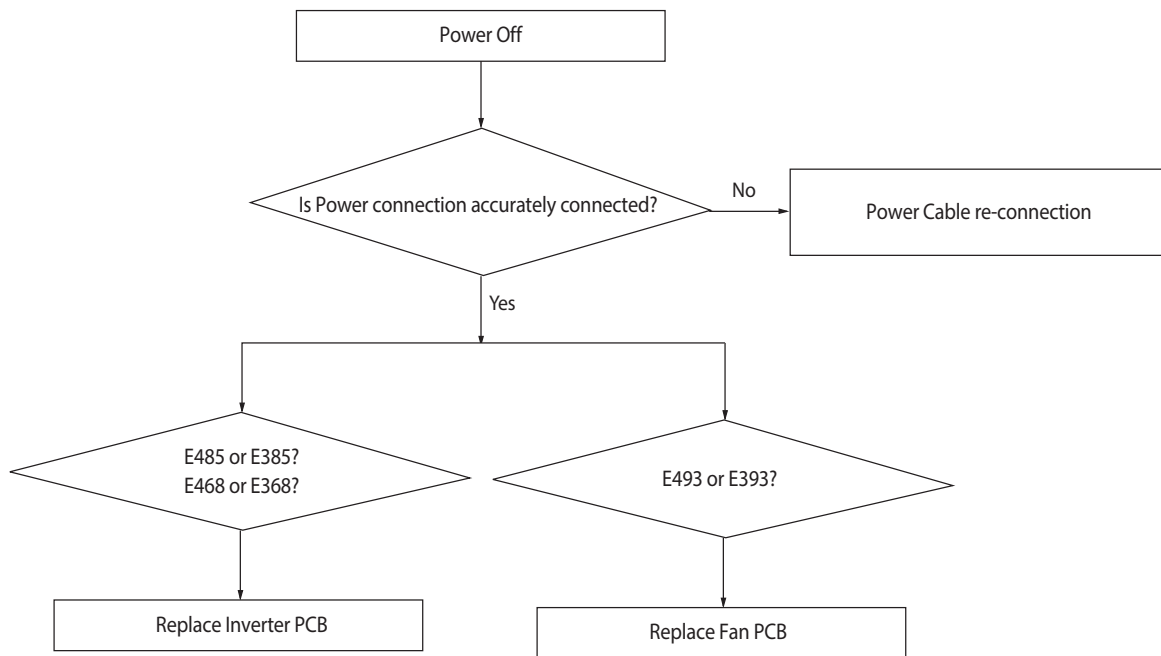 Power Off
Is Power connection accurately connected?
No
Power Cable re-connection
Yes
E485 or E385?
E468 or E368?
E493 or E393?
Replace Inverter PCB
Replace Fan PCB